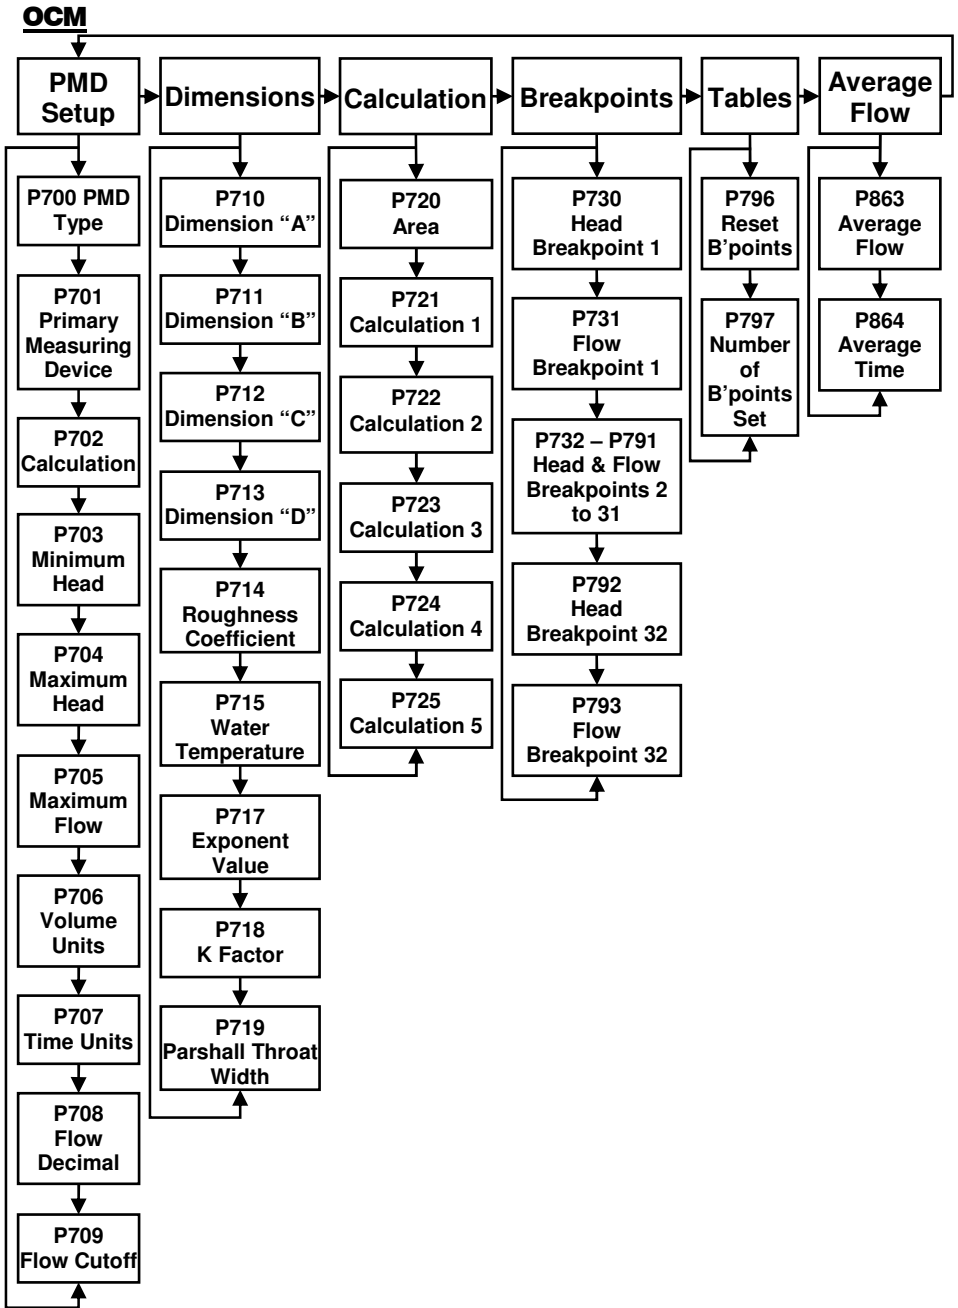 OCM
PMD
Setup
Dimensions
Calculation
Breakpoints
Tables
Average
Flow
P700 PMD
Type
P701
Primary
Measuring
Device
P702
Calculation
P703
Minimum
Head
P704
Maximum
Head
P705
Maximum
Flow
P706
Volume
Units
P707
Time Units
P708
Flow
Decimal
P709
Flow Cutoff
P710
Dimension “A”
P711
Dimension “B”
P712
Dimension “C”
P713
Dimension “D”
P714
Roughness
Coefficient
P715
Water
Temperature
P717
Exponent
Value
P718
K Factor
P719
Parshall Throat
Width
P720
Area
P721
Calculation 1
P722
Calculation 2
P723
Calculation 3
P724
Calculation 4
P725
Calculation 5
P730
Head
Breakpoint 1
P731
Flow
Breakpoint 1
P732 – P791
Head & Flow
Breakpoints 2
to 31
P792
Head
Breakpoint 32
P793
Flow
Breakpoint 32
P796
Reset
B’points
P797
Number
of
B’points
Set
P863
Average
Flow
P864
Average
Time